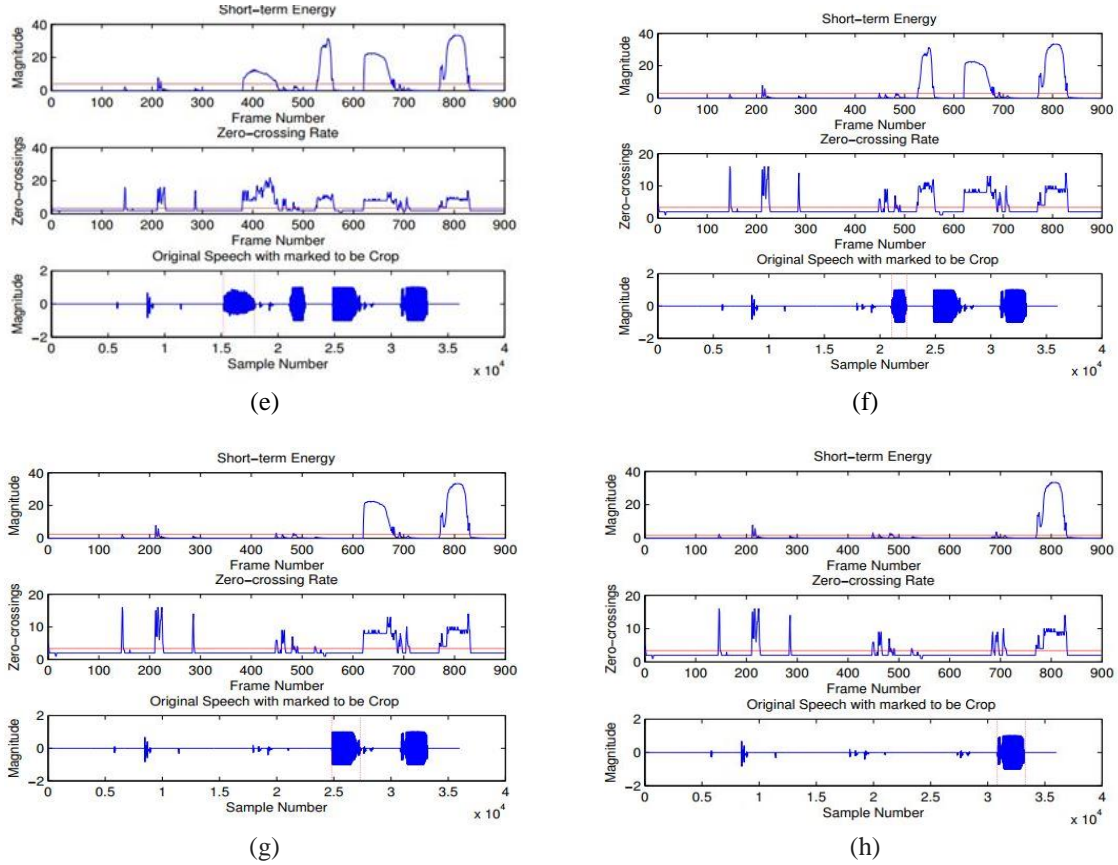 Short-term Energy
Magnitude
40
20
0
0 100 200 300 400 500 600 700 800 900
Frame Number
Zero-crossing Rate
Zero-crossings
40
20
0
0 100 200 300 400 500 600 700 800 900
Frame Number
Original Speech with marked to be Crop
Magnitude
2
0
−2
0 0.5 1 1.5 2 2.5 3 3.5 4
Sample Number
x 10^4
(e)
Short-term Energy
Magnitude
40
20
0
0 100 200 300 400 500 600 700 800 900
Frame Number
Zero-crossing Rate
Zero-crossings
20
10
0
0 100 200 300 400 500 600 700 800 900
Frame Number
Original Speech with marked to be Crop
Magnitude
2
0
−2
0 0.5 1 1.5 2 2.5 3 3.5 4
Sample Number
x 10^4
(f)
Short-term Energy
Magnitude
40
20
0
0 100 200 300 400 500 600 700 800 900
Frame Number
Zero-crossing Rate
Zero-crossings
20
10
0
0 100 200 300 400 500 600 700 800 900
Frame Number
Original Speech with marked to be Crop
Magnitude
2
0
−2
0 0.5 1 1.5 2 2.5 3 3.5 4
Sample Number
x 10^4
(g)
Short-term Energy
Magnitude
40
20
0
0 100 200 300 400 500 600 700 800 900
Frame Number
Zero-crossing Rate
Zero-crossings
20
10
0
0 100 200 300 400 500 600 700 800 900
Frame Number
Original Speech with marked to be Crop
Magnitude
2
0
−2
0 0.5 1 1.5 2 2.5 3 3.5 4
Sample Number
x 10^4
(h)